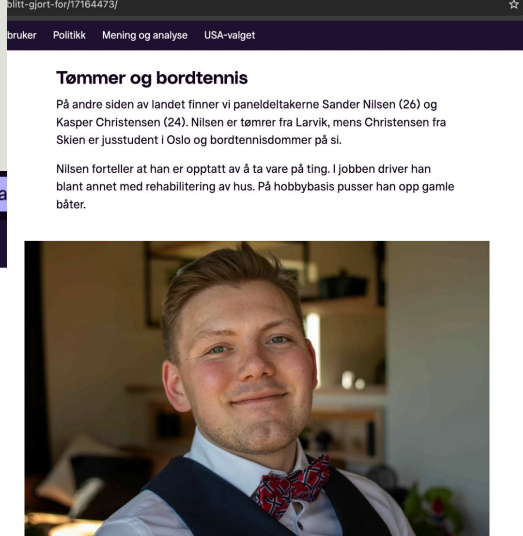 blitt-gjort-for/17164473/
bruker Politikk Mening og analyse USA-valget
Tømmer og bordtennis
På andre siden av landet finner vi paneldeltakerne Sander Nilsen (26) og
Kasper Christensen (24). Nilsen er tømrer fra Larvik, mens Christensen fra
Skien er jusstudent i Oslo og bordtennisdommer på si.
Nilsen forteller at han er opptatt av å ta vare på ting. I jobben driver han
blant annet med rehabilitering av hus. På hobbybasis pusser han opp gamle
båter.
a